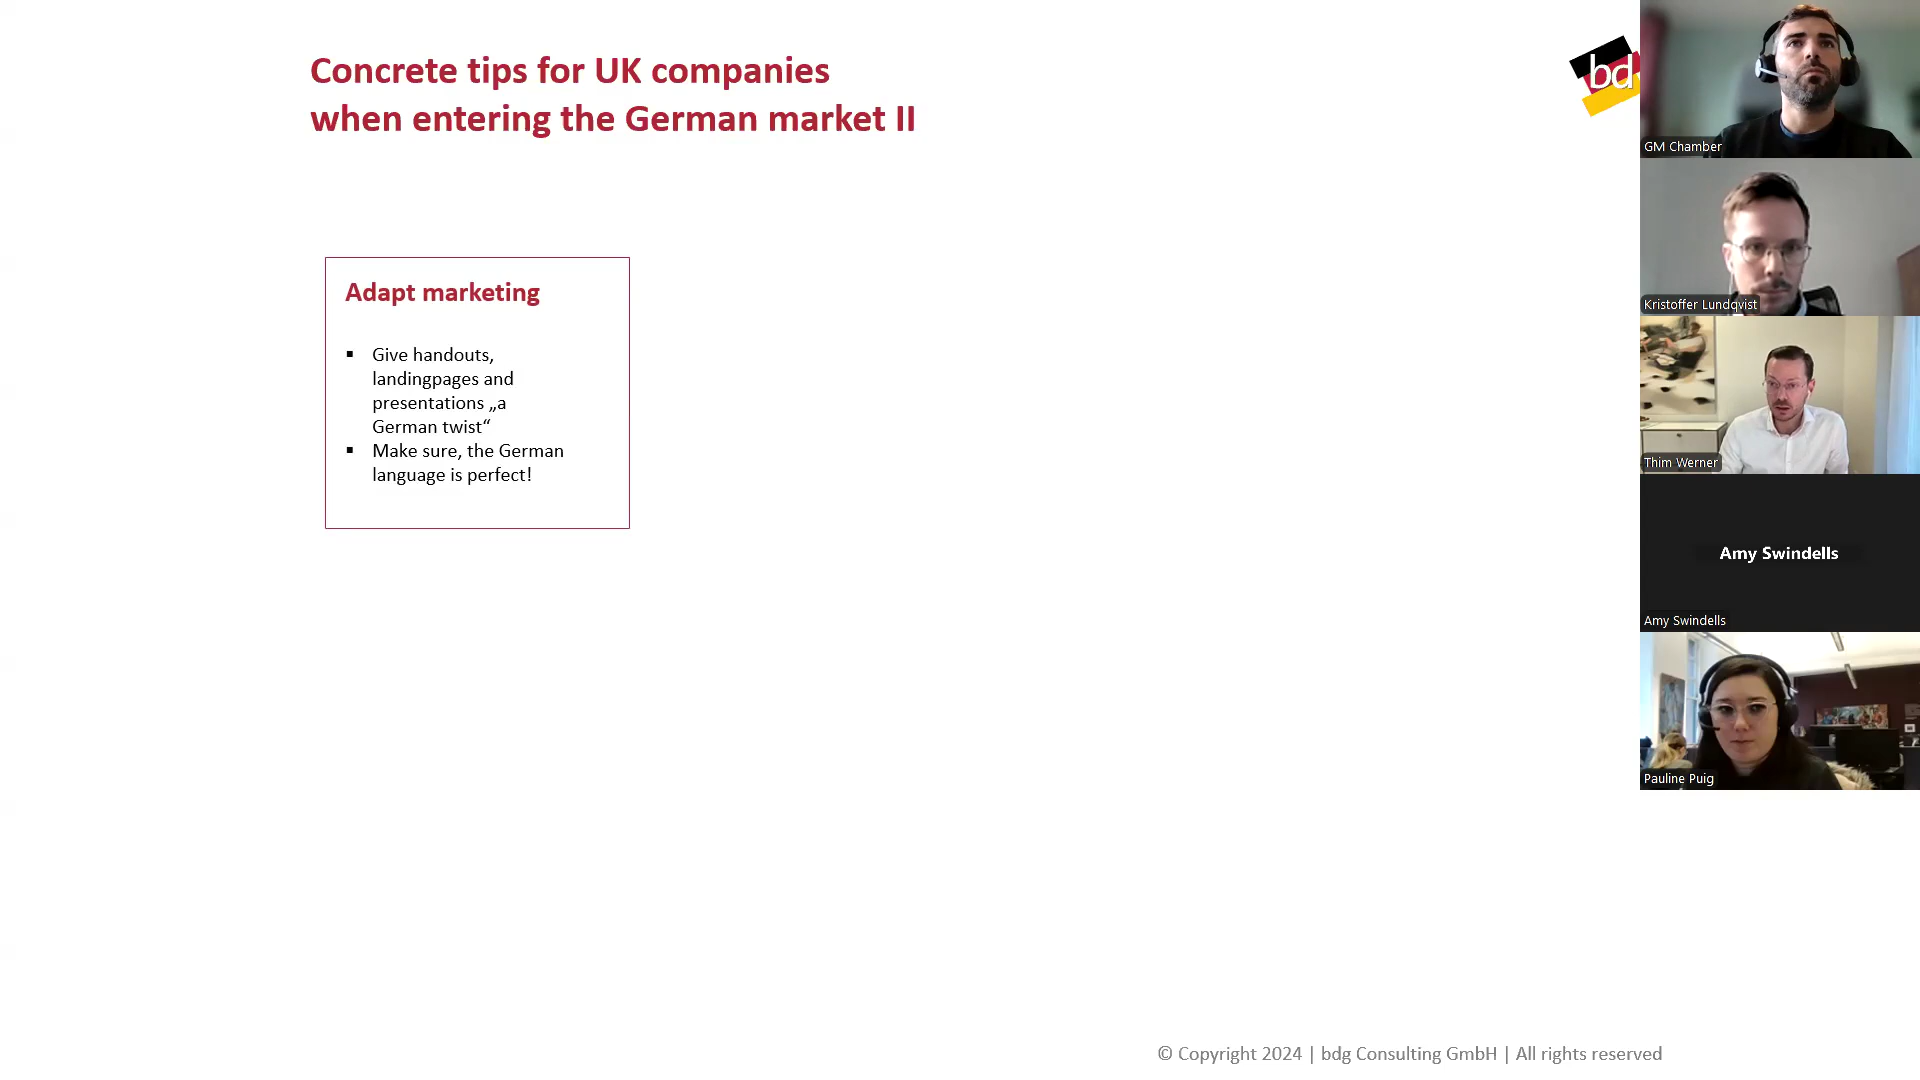 Concrete tips for UK companies
when entering the German market II
bd
Adapt marketing
▪ Give handouts,
landingpages and
presentations „a
German twist“
▪ Make sure, the German
language is perfect!
© Copyright 2024 | bdg Consulting GmbH | All rights reserved
GM Chamber
Kristoffer Lundqvist
Thim Werner
Amy Swindells
Amy Swindells
Pauline Puig